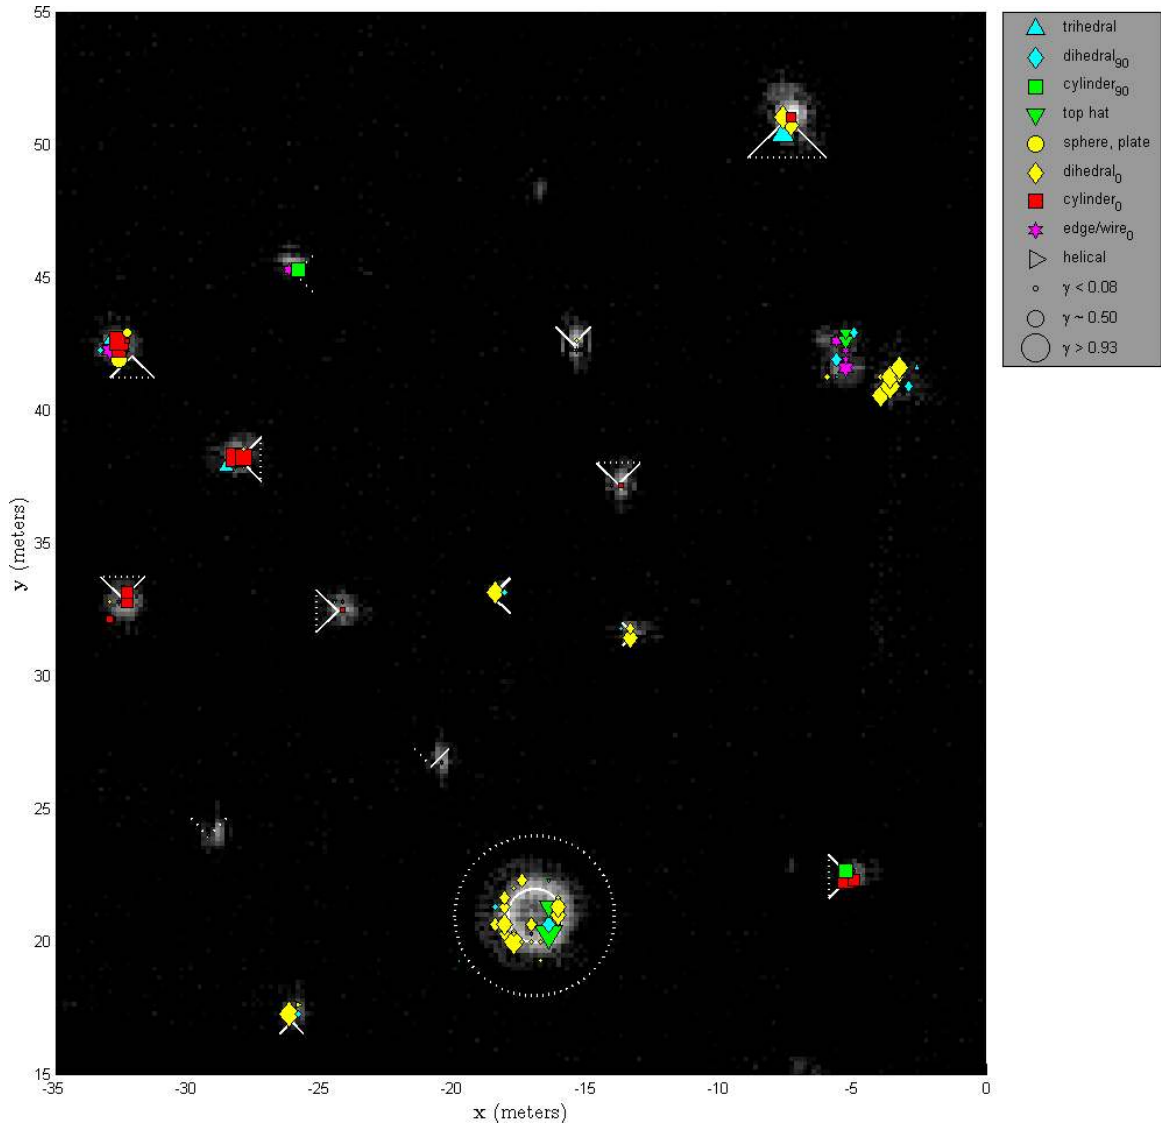 55
50
45
40
35
30
25
20
15
y (meters)
-35
-30
-25
-20
-15
-10
-5
0
x (meters)
trihedral
dihedral₉₀
cylinder₉₀
top hat
sphere, plate
dihedral₀
cylinder₀
edge/wire₀
helical
γ < 0.08
γ ~ 0.50
γ > 0.93